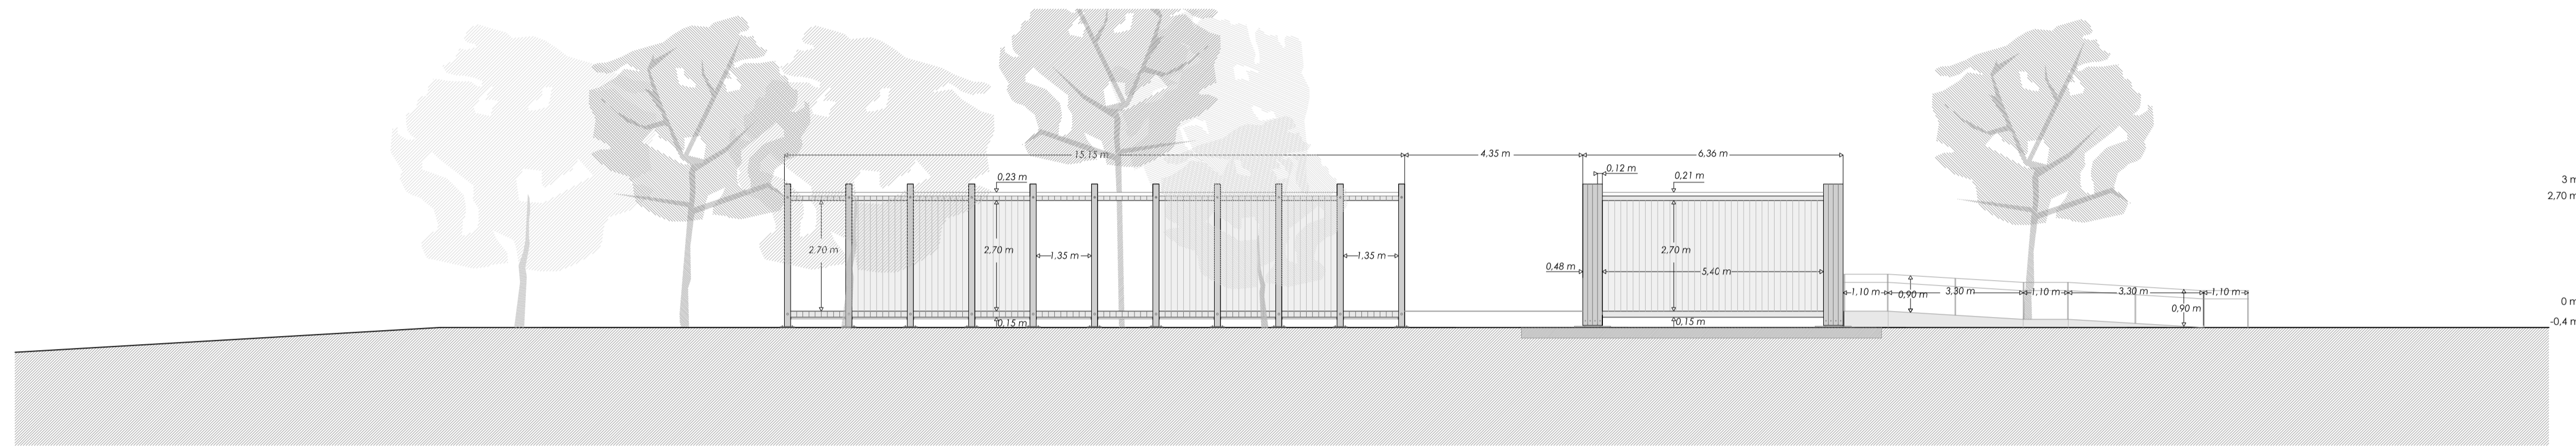 15,15 m
4,35 m
6,36 m
0,23 m
0,12 m
0,21 m
3 m
2,70 m
2,70 m
2,70 m
1,35 m
1,35 m
2,70 m
0,48 m
5,40 m
1,10 m
0,90 m
3,30 m
1,10 m
3,30 m
1,10 m
0 m
0,90 m
0,15 m
0,15 m
-0,4 m